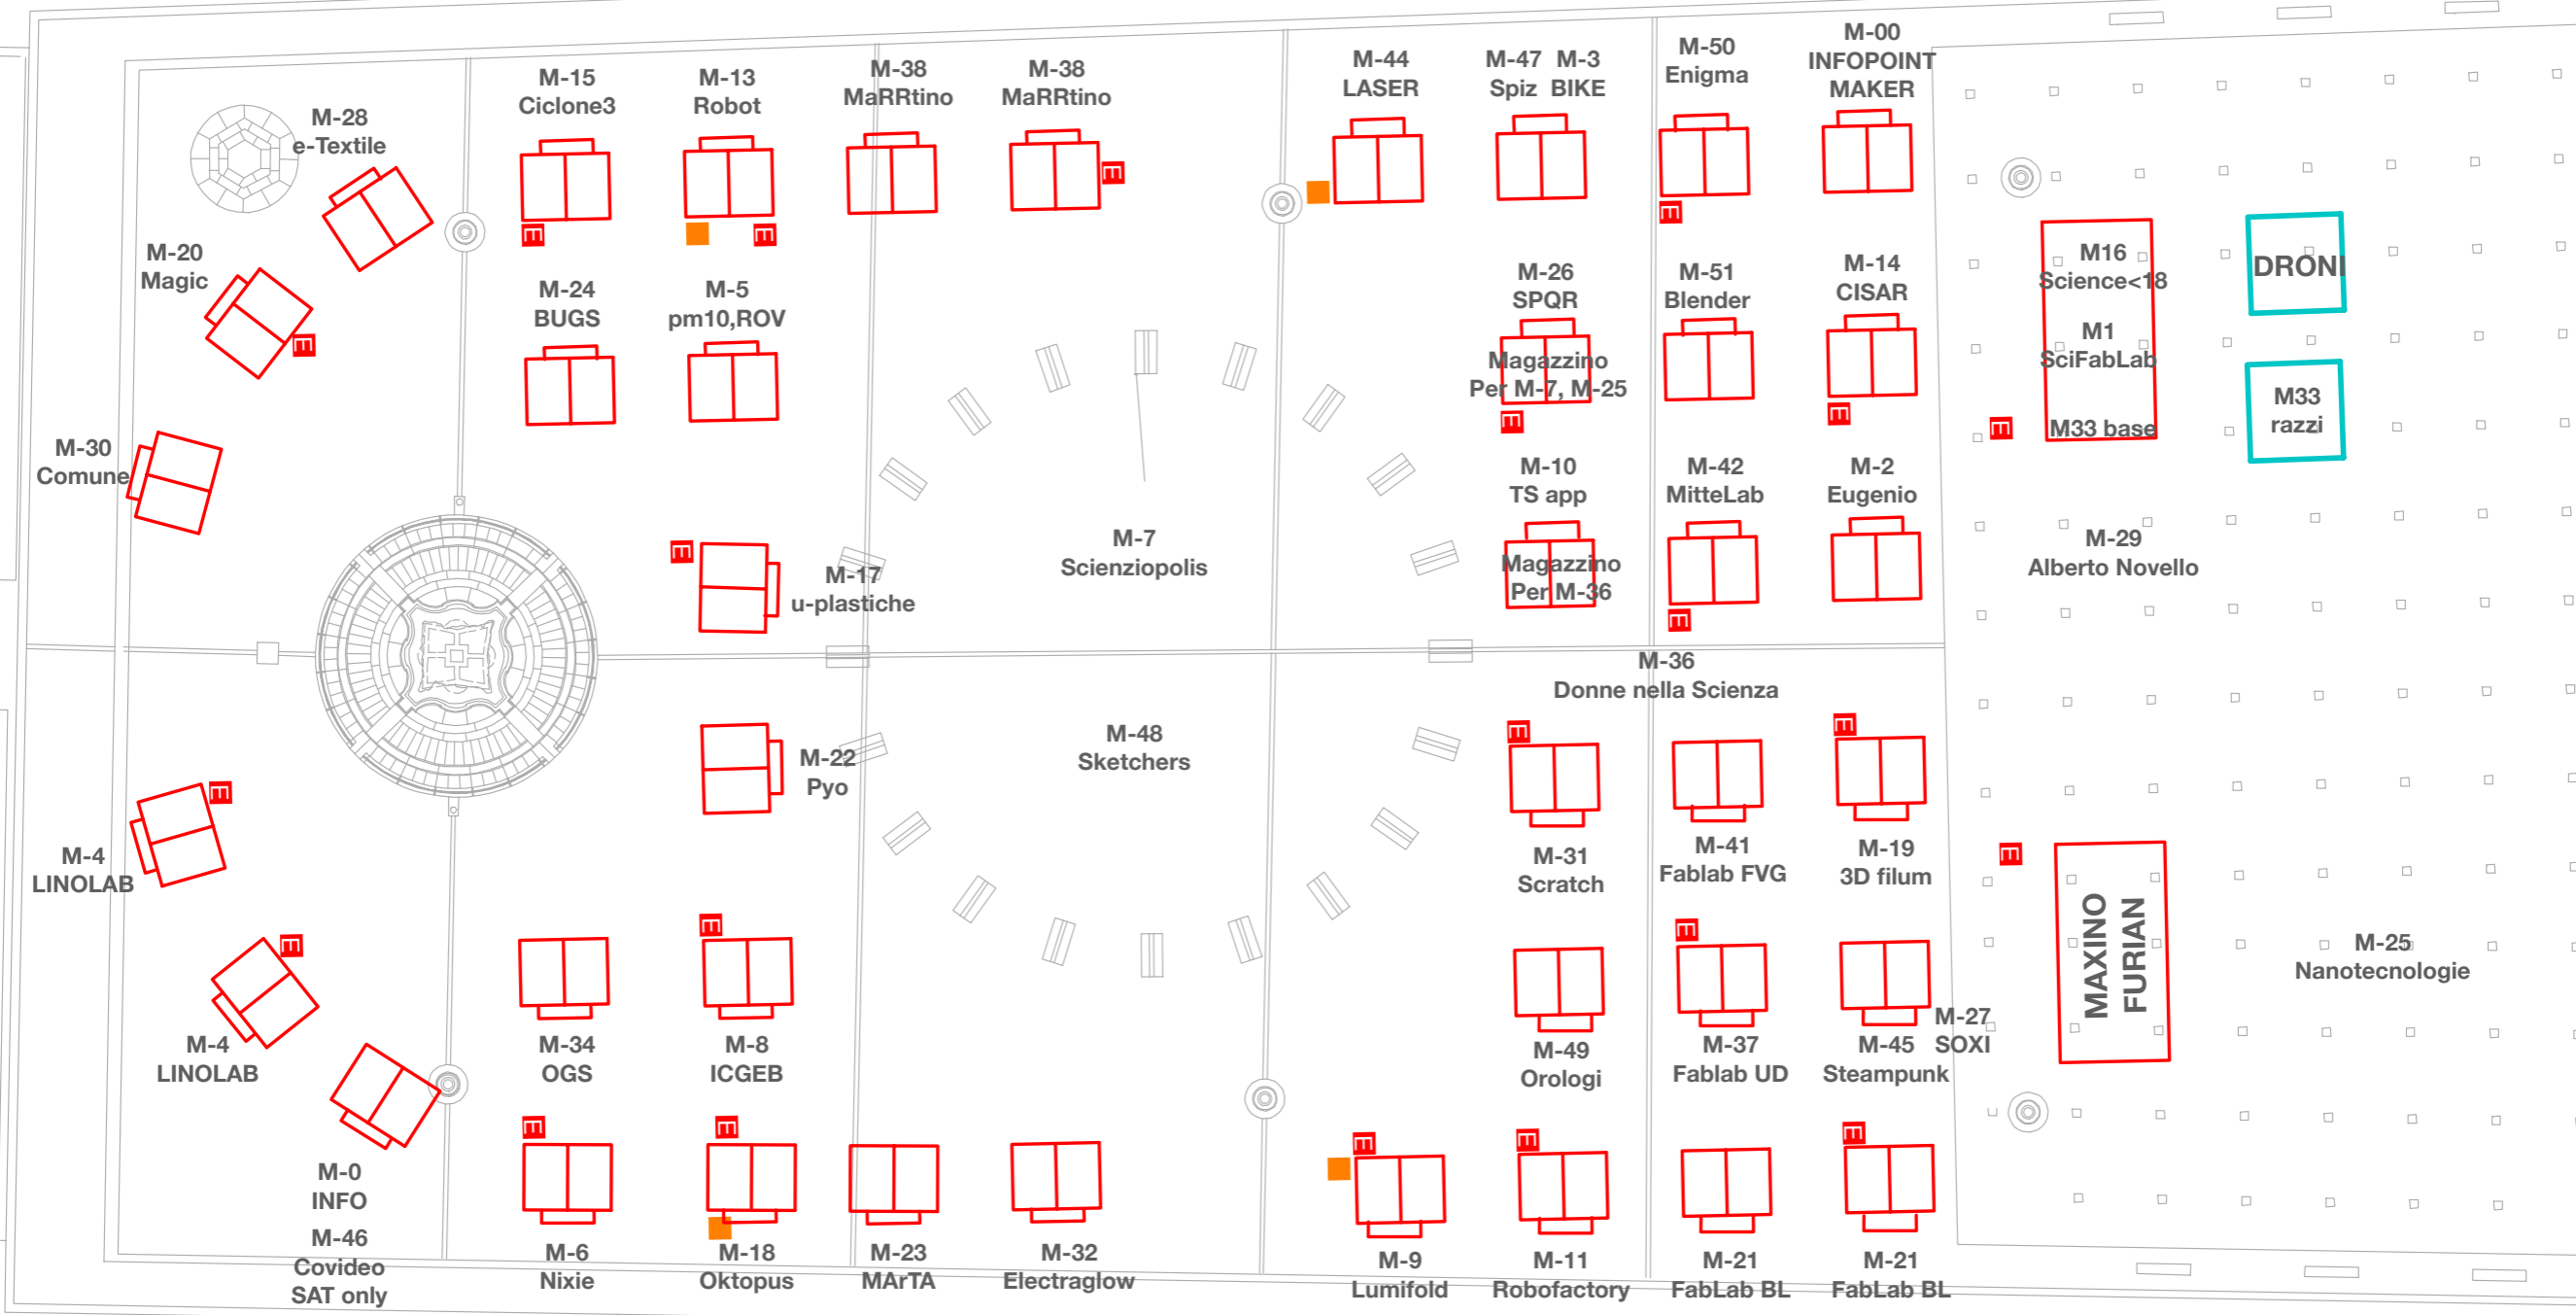 M-15
Ciclone3
M-13
Robot
M-38
MaRRtino
M-38
MaRRtino
M-44
LASER
M-47 M-3
Spiz BIKE
M-50
Enigma
M-00
INFOPOINT
MAKER
M-28
e-Textile
M-20
Magic
M-24
BUGS
M-5
pm10,ROV
M-26
SPQR
Magazzino
Per M-7, M-25
M-51
Blender
M-14
CISAR
M16
Science<18
M1
SciFabLab
M33 base
DRONI
M33
razzi
M-30
Comune
M-17
u-plastiche
M-7
Scienziopolis
M-10
TS app
Magazzino
Per M-36
M-42
MitteLab
M-2
Eugenio
M-29
Alberto Novello
M-36
Donne nella Scienza
M-22
Pyo
M-48
Sketchers
M-4
LINOLAB
M-31
Scratch
M-41
Fablab FVG
M-19
3D filum
MAXINO
FURIAN
M-25
Nanotecnologie
M-4
LINOLAB
M-34
OGS
M-8
ICGEB
M-49
Orologi
M-37
Fablab UD
M-45
Steampunk
M-27
SOXI
M-0
INFO
M-46
Covideo
SAT only
M-6
Nixie
M-18
Oktopus
M-23
MArTA
M-32
Electraglow
M-9
Lumifold
M-11
Robofactory
M-21
FabLab BL
M-21
FabLab BL